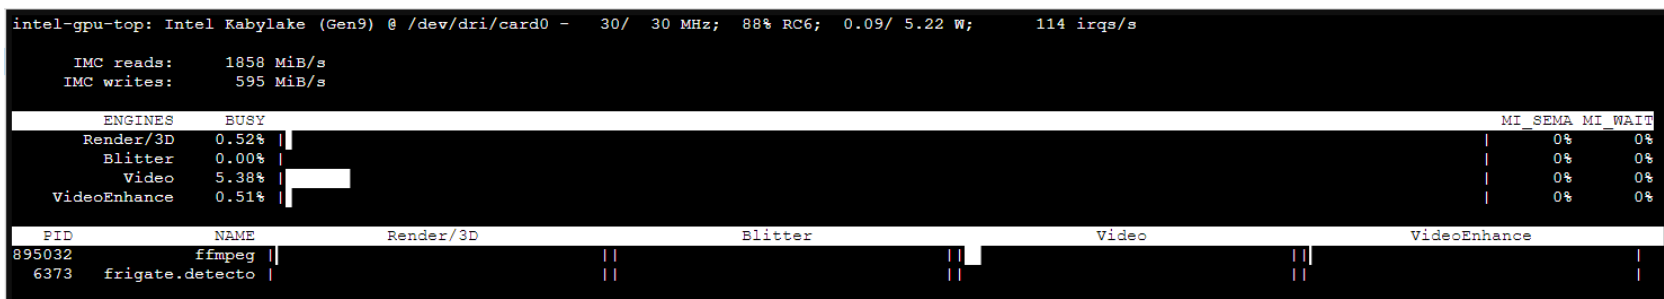 intel-gpu-top: Intel Kabylake (Gen9) @ /dev/dri/card0 -   30/  30 MHz;  88% RC6;  0.09/ 5.22 W;      114 irqs/s
IMC reads:     1858 MiB/s
IMC writes:      595 MiB/s
ENGINES     BUSY     MI_SEMA MI_WAIT
Render/3D    0.52% |     |     0%     0%
Blitter    0.00% |     |     0%     0%
Video    5.38% |     |     0%     0%
VideoEnhance    0.51% |     |     0%     0%
PID     NAME     Render/3D     Blitter     Video     VideoEnhance
895032     ffmpeg |     ||     ||     ||     |
6373   frigate.detecto |     ||     ||     ||     |